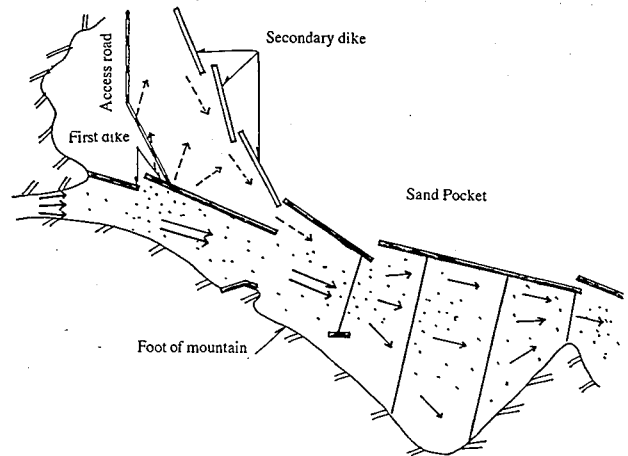 Secondary dike
Access road
First dike
Sand Pocket
Foot of mountain